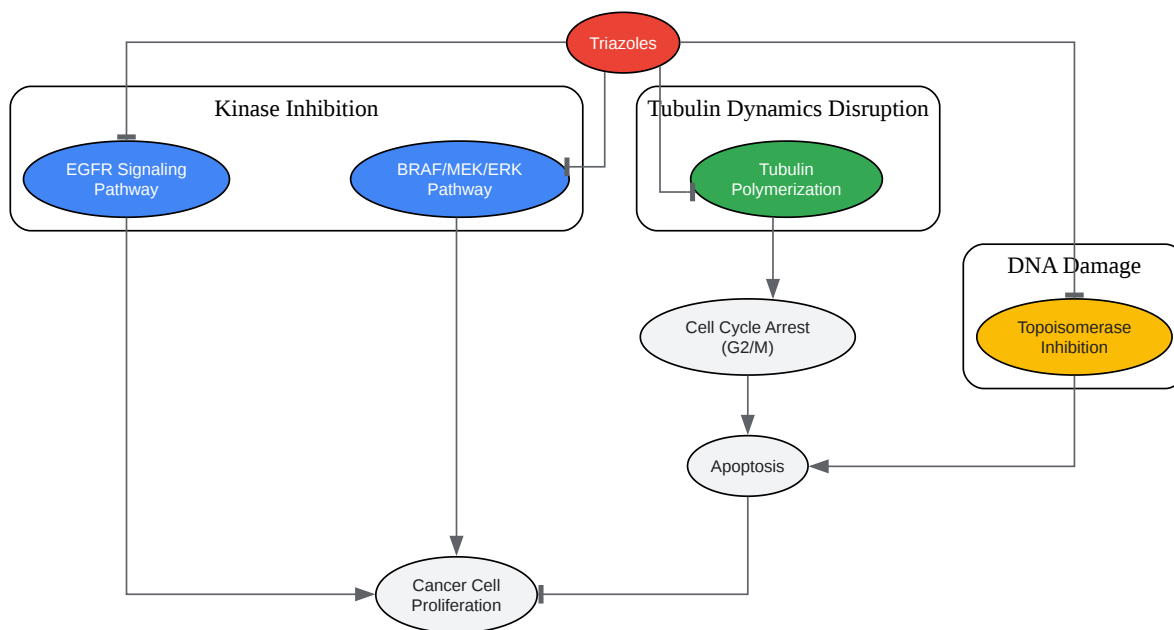 Triazoles
Kinase Inhibition
Tubulin Dynamics Disruption
EGFR Signaling
Pathway
BRAF/MEK/ERK
Pathway
Tubulin
Polymerization
DNA Damage
Cell Cycle Arrest
(G2/M)
Topoisomerase
Inhibition
Apoptosis
Cancer Cell
Proliferation